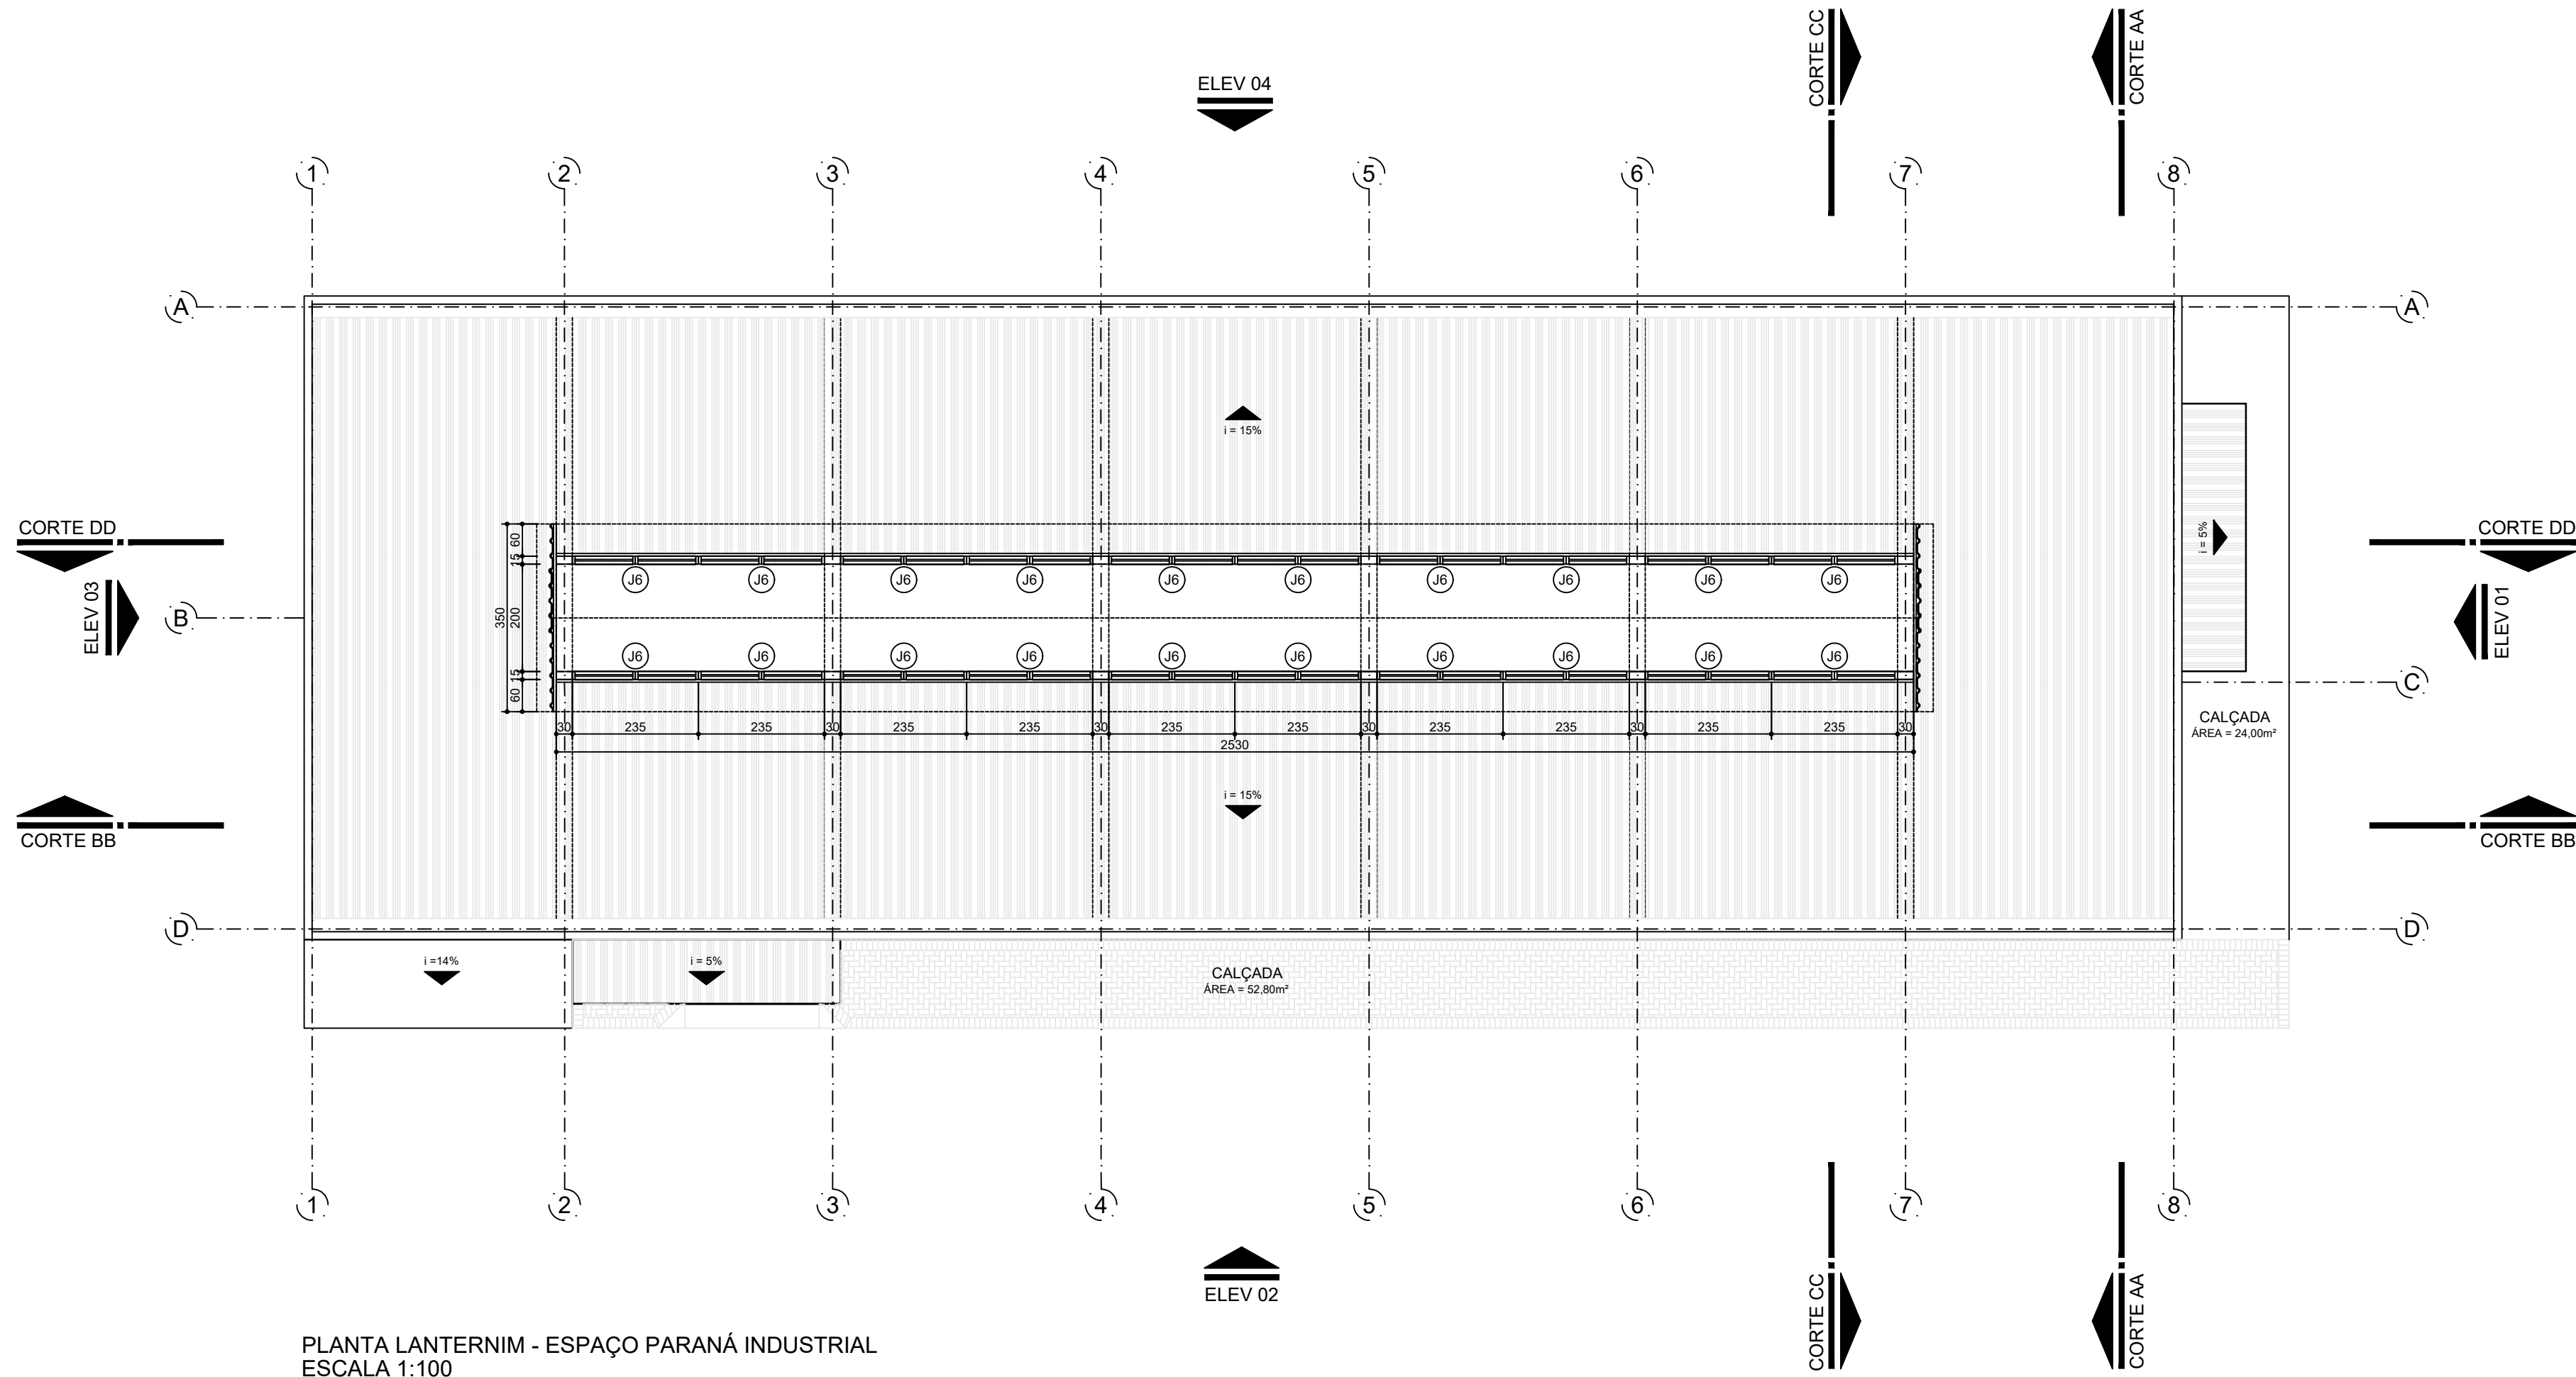 CORTE CC
CORTE AA
ELEV 04
1
2
3
4
5
6
7
8
A
A
i = 15%
CORTE DD
CORTE DD
i = 5%
60
15
J6
J6
J6
J6
J6
J6
J6
J6
J6
J6
ELEV 03
B
350
200
ELEV 01
J6
J6
J6
J6
J6
J6
J6
J6
J6
J6
15
60
C
CALÇADA
ÁREA = 24,00m²
30
235
235
30
235
235
30
235
235
30
235
235
30
235
235
30
2530
i = 15%
CORTE BB
CORTE BB
D
D
i =14%
i = 5%
CALÇADA
ÁREA = 52,80m²
1
2
3
4
5
6
7
8
ELEV 02
CORTE CC
CORTE AA
PLANTA LANTERNIM - ESPAÇO PARANÁ INDUSTRIAL
ESCALA 1:100